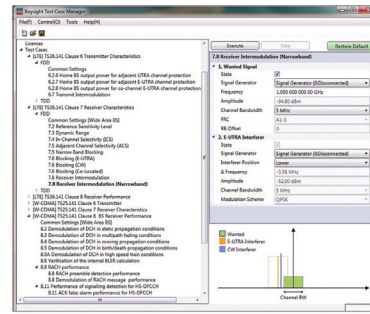 Keysight Test Case Manager
File(F) Control(O) Tools Help(H)
Licenses
Test Cases
[LTE] TS36.141 Clause 6 Transmitter Characteristics
FDD
Common Settings
6.2.6 Home BS output power for adjacent UTRA channel protection
6.2.7 Home BS output power for adjacent E-UTRA channel protection
6.2.8 Home BS output power for co-channel E-UTRA channel protection
6.7 Transmit Intermodulation
TDD
[LTE] TS36.141 Clause 7 Receiver Characteristics
FDD
Common Settings [Wide Area BS]
7.2 Reference Sensitivity Level
7.3 Dynamic Range
7.4 In-Channel Selectivity (ICS)
7.5 Adjacent Channel Selectivity (ACS)
7.5 Narrow Band Blocking
7.6 Blocking (E-UTRA)
7.6 Blocking (CW)
7.6 Blocking (Co-Located)
7.8 Receiver Intermodulation
7.8 Receiver Intermodulation (Narrowband)
TDD
[LTE] TS36.141 Clause 8 Receiver Performance
[W-CDMA] TS25.141 Clause 6 Transmitter
[W-CDMA] TS25.141 Clause 7 Receiver Characteristics
[W-CDMA] TS25.141 Clause 8 BS Receiver Performance
Common Settings [Wide Area BS]
8.2 Demodulation of DCH in static propagation conditions
8.3 Demodulation of DCH in multipath fading conditions
8.4 Demodulation of DCH in moving propagation conditions
8.5 Demodulation of DCH in birth/death propagation conditions
8.5A Demodulation of DCH in high speed train conditions
8.6 Verification of the internal BLER calculation
8.8 RACH performance
8.8 RACH preamble detection performance
8.8 Demodulation of RACH message performance
8.11 Performance of signalling detection for HS-DPCCH
8.11 ACK false alarm performance for HS-DPCCH
Execute Stop Restore Default
7.8 Receiver Intermodulation (Narrowband)
1. Wanted Signal
State
Signal Generator Signal Generator (0:Disconnected)
Frequency 1.950 000 000 00 GHz
Amplitude -94.80 dBm
Channel Bandwidth 5 MHz
FRC A1-3
RB Offset 0
2. E-UTRA Interferer
State
Signal Generator Signal Generator (0:Disconnected)
Interferer Position Lower
Δ Frequency
Amplitude -52.00 dBm
Channel Bandwidth 5 MHz
Modulation Scheme QPSK
Wanted
E-UTRA Interferer
CW Interferer
Channel BW